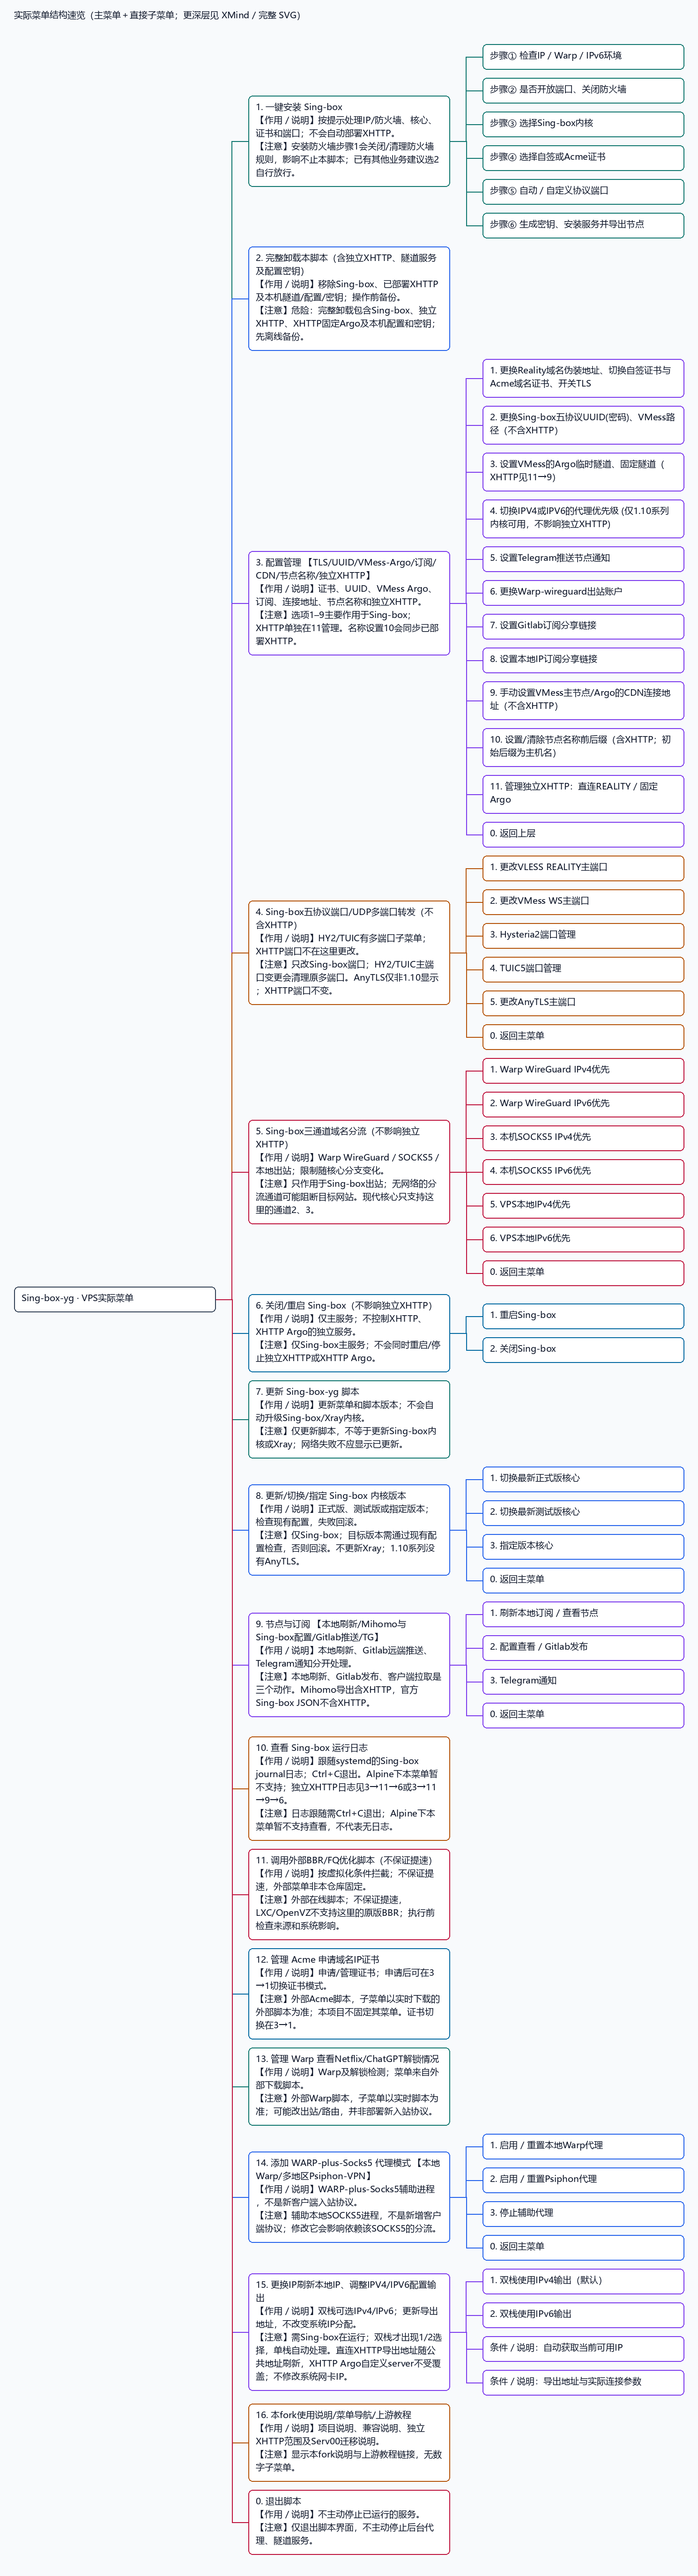 实际菜单结构速览（主菜单＋直接子菜单；更深层见 XMind / 完整 SVG）
Sing-box-yg · VPS实际菜单
1. 一键安装 Sing-box
【作用 / 说明】按提示处理IP/防火墙、核心、
证书和端口；不会自动部署XHTTP。
【注意】安装防火墙步骤1会关闭/清理防火墙
规则，影响不止本脚本；已有其他业务建议选2
自行放行。
步骤① 检查IP / Warp / IPv6环境
步骤② 是否开放端口、关闭防火墙
步骤③ 选择Sing-box内核
步骤④ 选择自签或Acme证书
步骤⑤ 自动 / 自定义协议端口
步骤⑥ 生成密钥、安装服务并导出节点
2. 完整卸载本脚本（含独立XHTTP、隧道服务
及配置密钥）
【作用 / 说明】移除Sing-box、已部署XHTTP
及本机隧道/配置/密钥；操作前备份。
【注意】危险：完整卸载包含Sing-box、独立
XHTTP、XHTTP固定Argo及本机配置和密钥；
先离线备份。
3. 配置管理 【TLS/UUID/VMess-Argo/订阅/
CDN/节点名称/独立XHTTP】
【作用 / 说明】证书、UUID、VMess Argo、
订阅、连接地址、节点名称和独立XHTTP。
【注意】选项1–9主要作用于Sing-box；
XHTTP单独在11管理。名称设置10会同步已部
署XHTTP。
1. 更换Reality域名伪装地址、切换自签证书与
Acme域名证书、开关TLS
2. 更换Sing-box五协议UUID(密码)、VMess路
径（不含XHTTP）
3. 设置VMess的Argo临时隧道、固定隧道（
XHTTP见11→9）
4. 切换IPV4或IPV6的代理优先级 (仅1.10系列
内核可用，不影响独立XHTTP)
5. 设置Telegram推送节点通知
6. 更换Warp-wireguard出站账户
7. 设置Gitlab订阅分享链接
8. 设置本地IP订阅分享链接
9. 手动设置VMess主节点/Argo的CDN连接地
址（不含XHTTP）
10. 设置/清除节点名称前后缀（含XHTTP；初
始后缀为主机名）
11. 管理独立XHTTP：直连REALITY / 固定
Argo
0. 返回上层
4. Sing-box五协议端口/UDP多端口转发（不
含XHTTP）
【作用 / 说明】HY2/TUIC有多端口子菜单；
XHTTP端口不在这里更改。
【注意】只改Sing-box端口；HY2/TUIC主端
口变更会清理原多端口。AnyTLS仅非1.10显示
；XHTTP端口不变。
1. 更改VLESS REALITY主端口
2. 更改VMess WS主端口
3. Hysteria2端口管理
4. TUIC5端口管理
5. 更改AnyTLS主端口
0. 返回主菜单
5. Sing-box三通道域名分流（不影响独立
XHTTP）
【作用 / 说明】Warp WireGuard / SOCKS5 /
本地出站；限制随核心分支变化。
【注意】只作用于Sing-box出站；无网络的分
流通道可能阻断目标网站。现代核心只支持这
里的通道2、3。
1. Warp WireGuard IPv4优先
2. Warp WireGuard IPv6优先
3. 本机SOCKS5 IPv4优先
4. 本机SOCKS5 IPv6优先
5. VPS本地IPv4优先
6. VPS本地IPv6优先
0. 返回主菜单
6. 关闭/重启 Sing-box（不影响独立XHTTP）
【作用 / 说明】仅主服务；不控制XHTTP、
XHTTP Argo的独立服务。
【注意】仅Sing-box主服务；不会同时重启/停
止独立XHTTP或XHTTP Argo。
1. 重启Sing-box
2. 关闭Sing-box
7. 更新 Sing-box-yg 脚本
【作用 / 说明】更新菜单和脚本版本；不会自
动升级Sing-box/Xray内核。
【注意】仅更新脚本，不等于更新Sing-box内
核或Xray；网络失败不应显示已更新。
8. 更新/切换/指定 Sing-box 内核版本
【作用 / 说明】正式版、测试版或指定版本；
检查现有配置，失败回滚。
【注意】仅Sing-box；目标版本需通过现有配
置检查，否则回滚。不更新Xray；1.10系列没
有AnyTLS。
1. 切换最新正式版核心
2. 切换最新测试版核心
3. 指定版本核心
0. 返回主菜单
9. 节点与订阅 【本地刷新/Mihomo与
Sing-box配置/Gitlab推送/TG】
【作用 / 说明】本地刷新、Gitlab远端推送、
Telegram通知分开处理。
【注意】本地刷新、Gitlab发布、客户端拉取是
三个动作。Mihomo导出含XHTTP，官方
Sing-box JSON不含XHTTP。
1. 刷新本地订阅 / 查看节点
2. 配置查看 / Gitlab发布
3. Telegram通知
0. 返回主菜单
10. 查看 Sing-box 运行日志
【作用 / 说明】跟随systemd的Sing-box
journal日志；Ctrl+C退出。Alpine下本菜单暂
不支持；独立XHTTP日志见3→11→6或3→11
→9→6。
【注意】日志跟随需Ctrl+C退出；Alpine下本
菜单暂不支持查看，不代表无日志。
11. 调用外部BBR/FQ优化脚本（不保证提速）
【作用 / 说明】按虚拟化条件拦截；不保证提
速，外部菜单非本仓库固定。
【注意】外部在线脚本；不保证提速，
LXC/OpenVZ不支持这里的原版BBR；执行前
检查来源和系统影响。
12. 管理 Acme 申请域名IP证书
【作用 / 说明】申请/管理证书；申请后可在3
→1切换证书模式。
【注意】外部Acme脚本，子菜单以实时下载的
外部脚本为准；本项目不固定其菜单。证书切
换在3→1。
13. 管理 Warp 查看Netflix/ChatGPT解锁情况
【作用 / 说明】Warp及解锁检测；菜单来自外
部下载脚本。
【注意】外部Warp脚本，子菜单以实时脚本为
准；可能改出站/路由，并非部署新入站协议。
14. 添加 WARP-plus-Socks5 代理模式 【本地
Warp/多地区Psiphon-VPN】
【作用 / 说明】WARP-plus-Socks5辅助进程
，不是新客户端入站协议。
【注意】辅助本地SOCKS5进程，不是新增客户
端协议；修改它会影响依赖该SOCKS5的分流。
1. 启用 / 重置本地Warp代理
2. 启用 / 重置Psiphon代理
3. 停止辅助代理
0. 返回主菜单
15. 更换IP刷新本地IP、调整IPV4/IPV6配置输
出
【作用 / 说明】双栈可选IPv4/IPv6；更新导出
地址，不改变系统IP分配。
【注意】需Sing-box在运行；双栈才出现1/2选
择，单栈自动处理。直连XHTTP导出地址随公
共地址刷新，XHTTP Argo自定义server不受覆
盖；不修改系统网卡IP。
1. 双栈使用IPv4输出（默认）
2. 双栈使用IPv6输出
条件 / 说明：自动获取当前可用IP
条件 / 说明：导出地址与实际连接参数
16. 本fork使用说明/菜单导航/上游教程
【作用 / 说明】项目说明、兼容说明、独立
XHTTP范围及Serv00迁移说明。
【注意】显示本fork说明与上游教程链接，无数
字子菜单。
0. 退出脚本
【作用 / 说明】不主动停止已运行的服务。
【注意】仅退出脚本界面，不主动停止后台代
理、隧道服务。